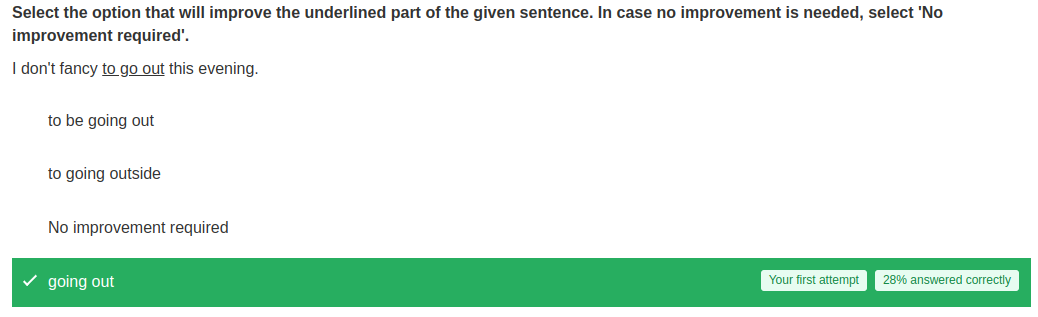 Select the option that will improve the underlined part of the given sentence. In case no improvement is needed, select 'No
improvement required'.
I don't fancy to go out this evening.
to be going out
to going outside
No improvement required
going out Your first attempt 28% answered correctly